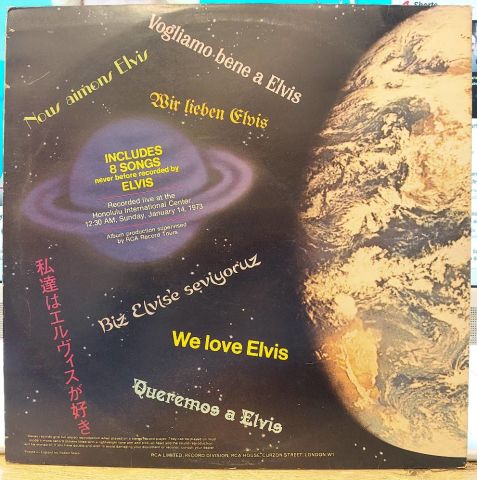 Vogliamo bene a Elvis
Nous aimons Elvis
Wir lieben Elvis
INCLUDES
8 SONGS
never before recorded by
ELVIS
Recorded live at the
Honolulu International Center
12:30 AM, Sunday, January 14, 1973
Album production supervised
by RCA Record Tours
私達はエルヴィスが好き
Biz Elvise seviyoruz
We love Elvis
Queremos a Elvis
RCA LIMITED, RECORD DIVISION, RCA HOUSE, CURZON STREET, LONDON W1